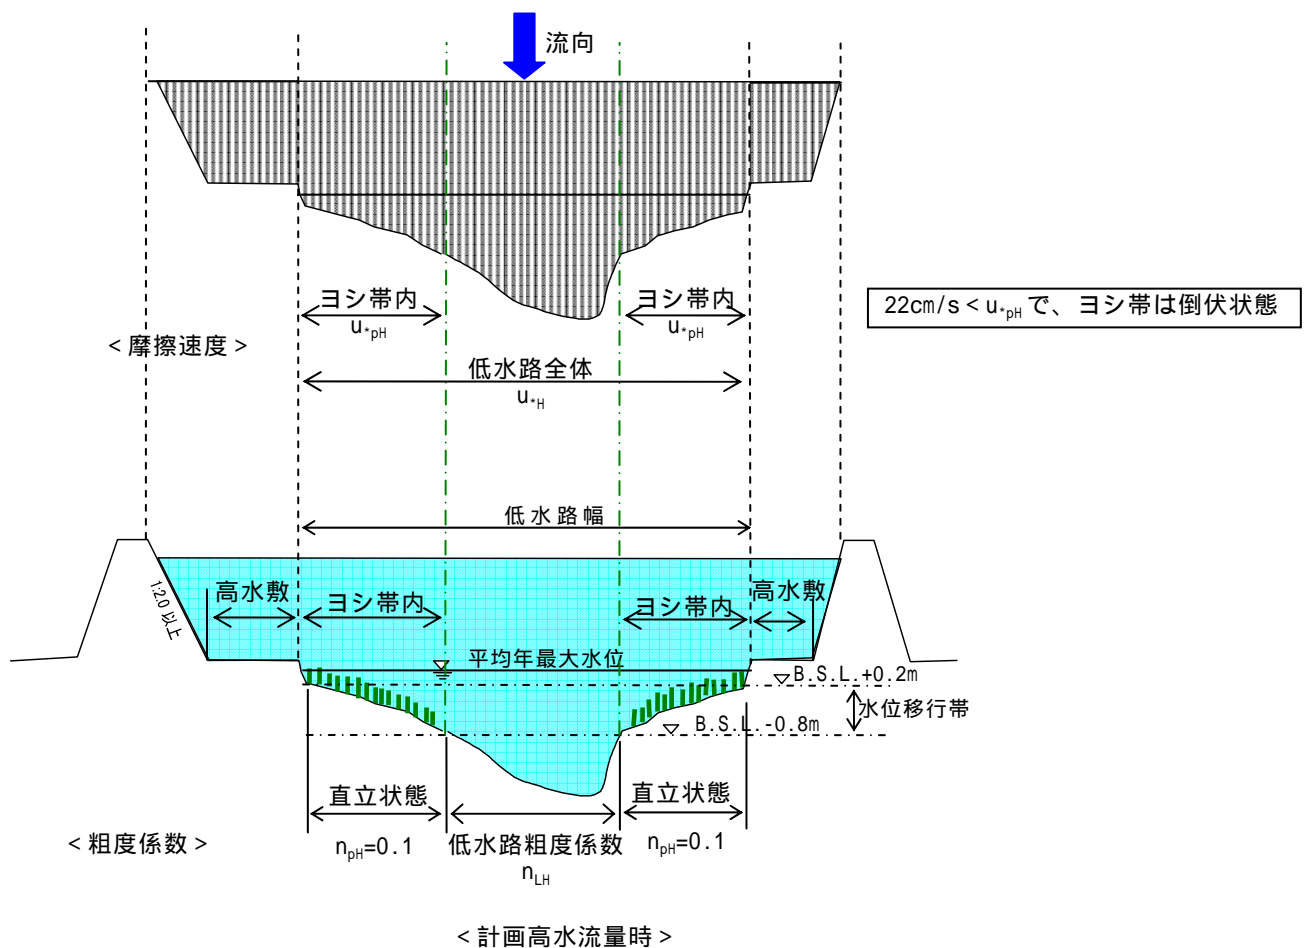 流向
ヨシ帯内
u*pH
ヨシ帯内
u*pH
22cm/s<u*pHで、ヨシ帯は倒伏状態
<摩擦速度>
低水路全体
u*H
低水路幅
1:2.0 以上
高水敷
ヨシ帯内
ヨシ帯内
高水敷
平均年最大水位
B.S.L.+0.2m
水位移行帯
B.S.L.-0.8m
直立状態
直立状態
<粗度係数>
npH=0.1
低水路粗度係数
nLH
npH=0.1
<計画高水流量時>